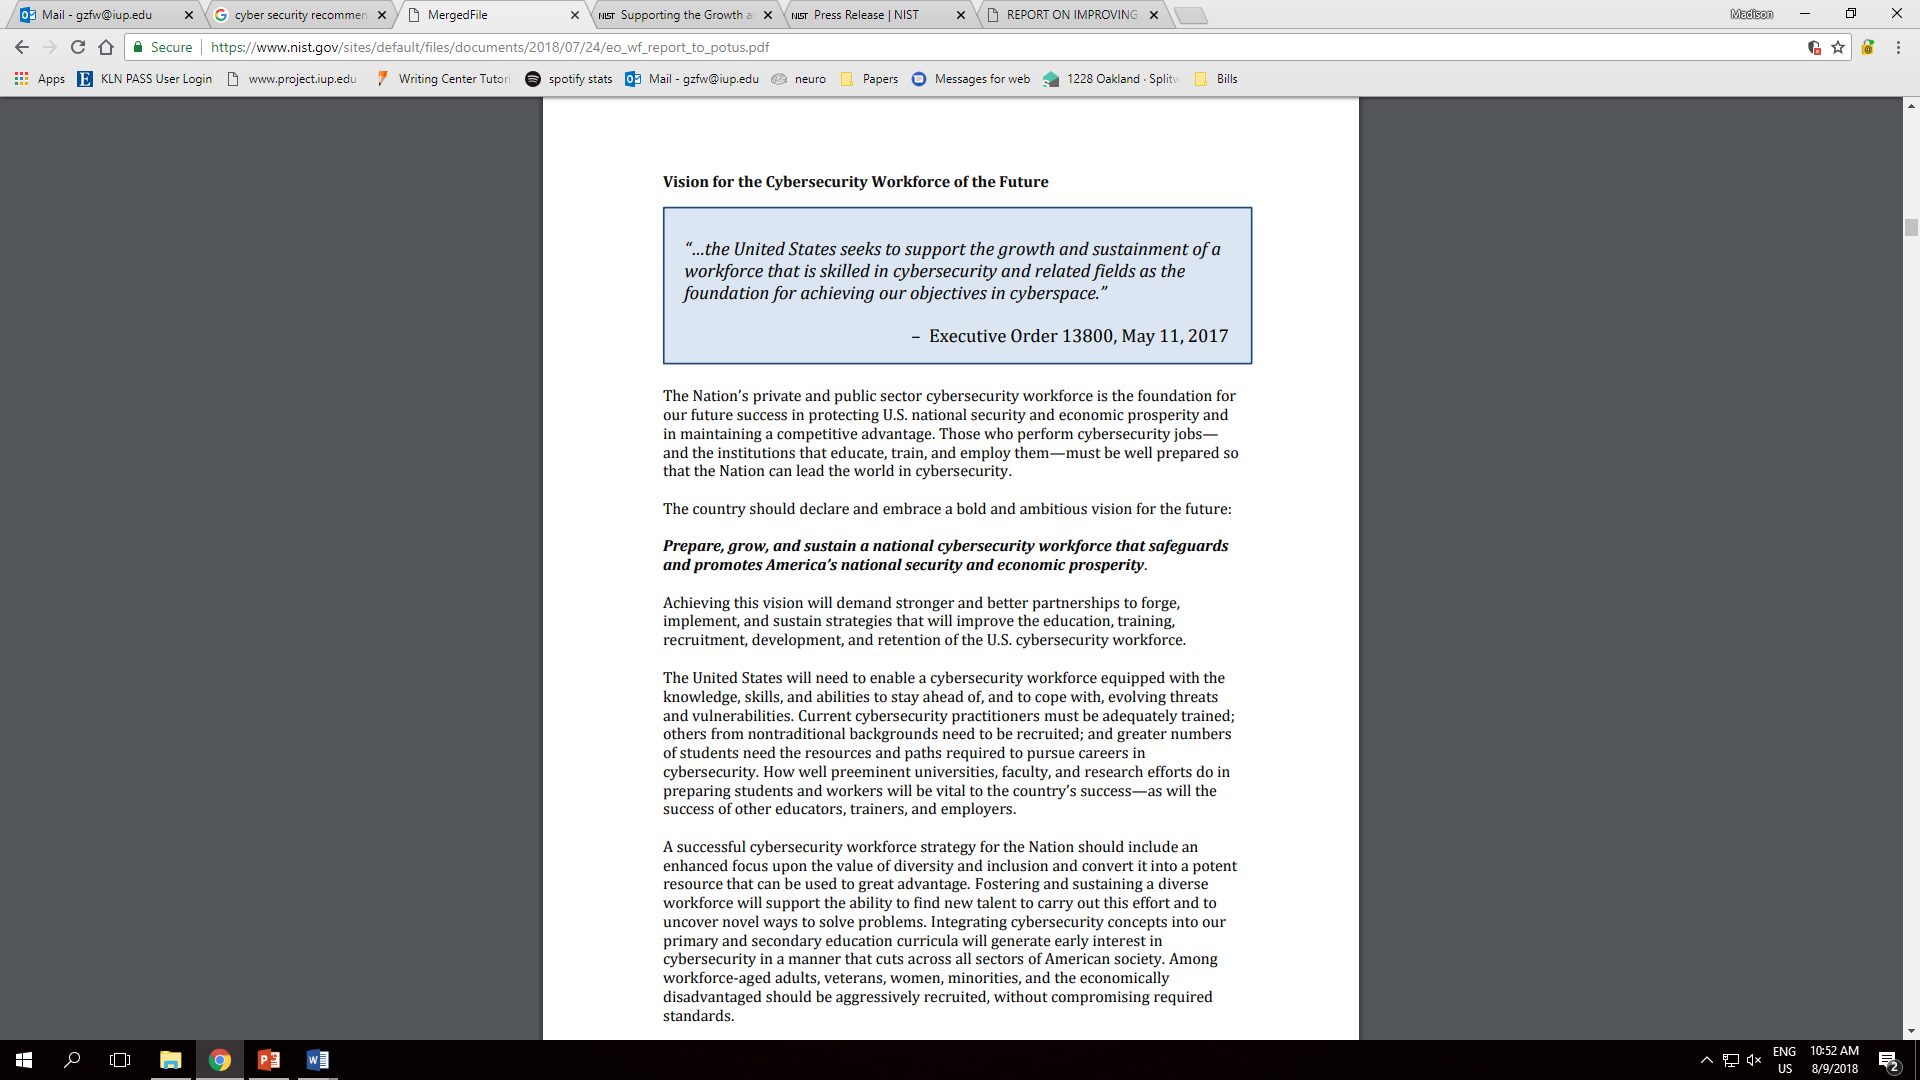 Mail - gzfw@iup.edu
cyber security recommen
MergedFile
NIST Supporting the Growth a
NIST Press Release | NIST
REPORT ON IMPROVING
Madison
Secure
https://www.nist.gov/sites/default/files/documents/2018/07/24/eo_wf_report_to_potus.pdf
Apps
KLN PASS User Login
www.project.iup.edu
Writing Center Tutori
spotify stats
Mail - gzfw@iup.edu
neuro
Papers
Messages for web
1228 Oakland · Splitw
Bills
Vision for the Cybersecurity Workforce of the Future
“...the United States seeks to support the growth and sustainment of a
workforce that is skilled in cybersecurity and related fields as the
foundation for achieving our objectives in cyberspace.”
– Executive Order 13800, May 11, 2017
The Nation’s private and public sector cybersecurity workforce is the foundation for
our future success in protecting U.S. national security and economic prosperity and
in maintaining a competitive advantage. Those who perform cybersecurity jobs—
and the institutions that educate, train, and employ them—must be well prepared so
that the Nation can lead the world in cybersecurity.
The country should declare and embrace a bold and ambitious vision for the future:
Prepare, grow, and sustain a national cybersecurity workforce that safeguards
and promotes America’s national security and economic prosperity.
Achieving this vision will demand stronger and better partnerships to forge,
implement, and sustain strategies that will improve the education, training,
recruitment, development, and retention of the U.S. cybersecurity workforce.
The United States will need to enable a cybersecurity workforce equipped with the
knowledge, skills, and abilities to stay ahead of, and to cope with, evolving threats
and vulnerabilities. Current cybersecurity practitioners must be adequately trained;
others from nontraditional backgrounds need to be recruited; and greater numbers
of students need the resources and paths required to pursue careers in
cybersecurity. How well preeminent universities, faculty, and research efforts do in
preparing students and workers will be vital to the country’s success—as will the
success of other educators, trainers, and employers.
A successful cybersecurity workforce strategy for the Nation should include an
enhanced focus upon the value of diversity and inclusion and convert it into a potent
resource that can be used to great advantage. Fostering and sustaining a diverse
workforce will support the ability to find new talent to carry out this effort and to
uncover novel ways to solve problems. Integrating cybersecurity concepts into our
primary and secondary education curricula will generate early interest in
cybersecurity in a manner that cuts across all sectors of American society. Among
workforce-aged adults, veterans, women, minorities, and the economically
disadvantaged should be aggressively recruited, without compromising required
standards.
ENG
US
10:52 AM
8/9/2018
2